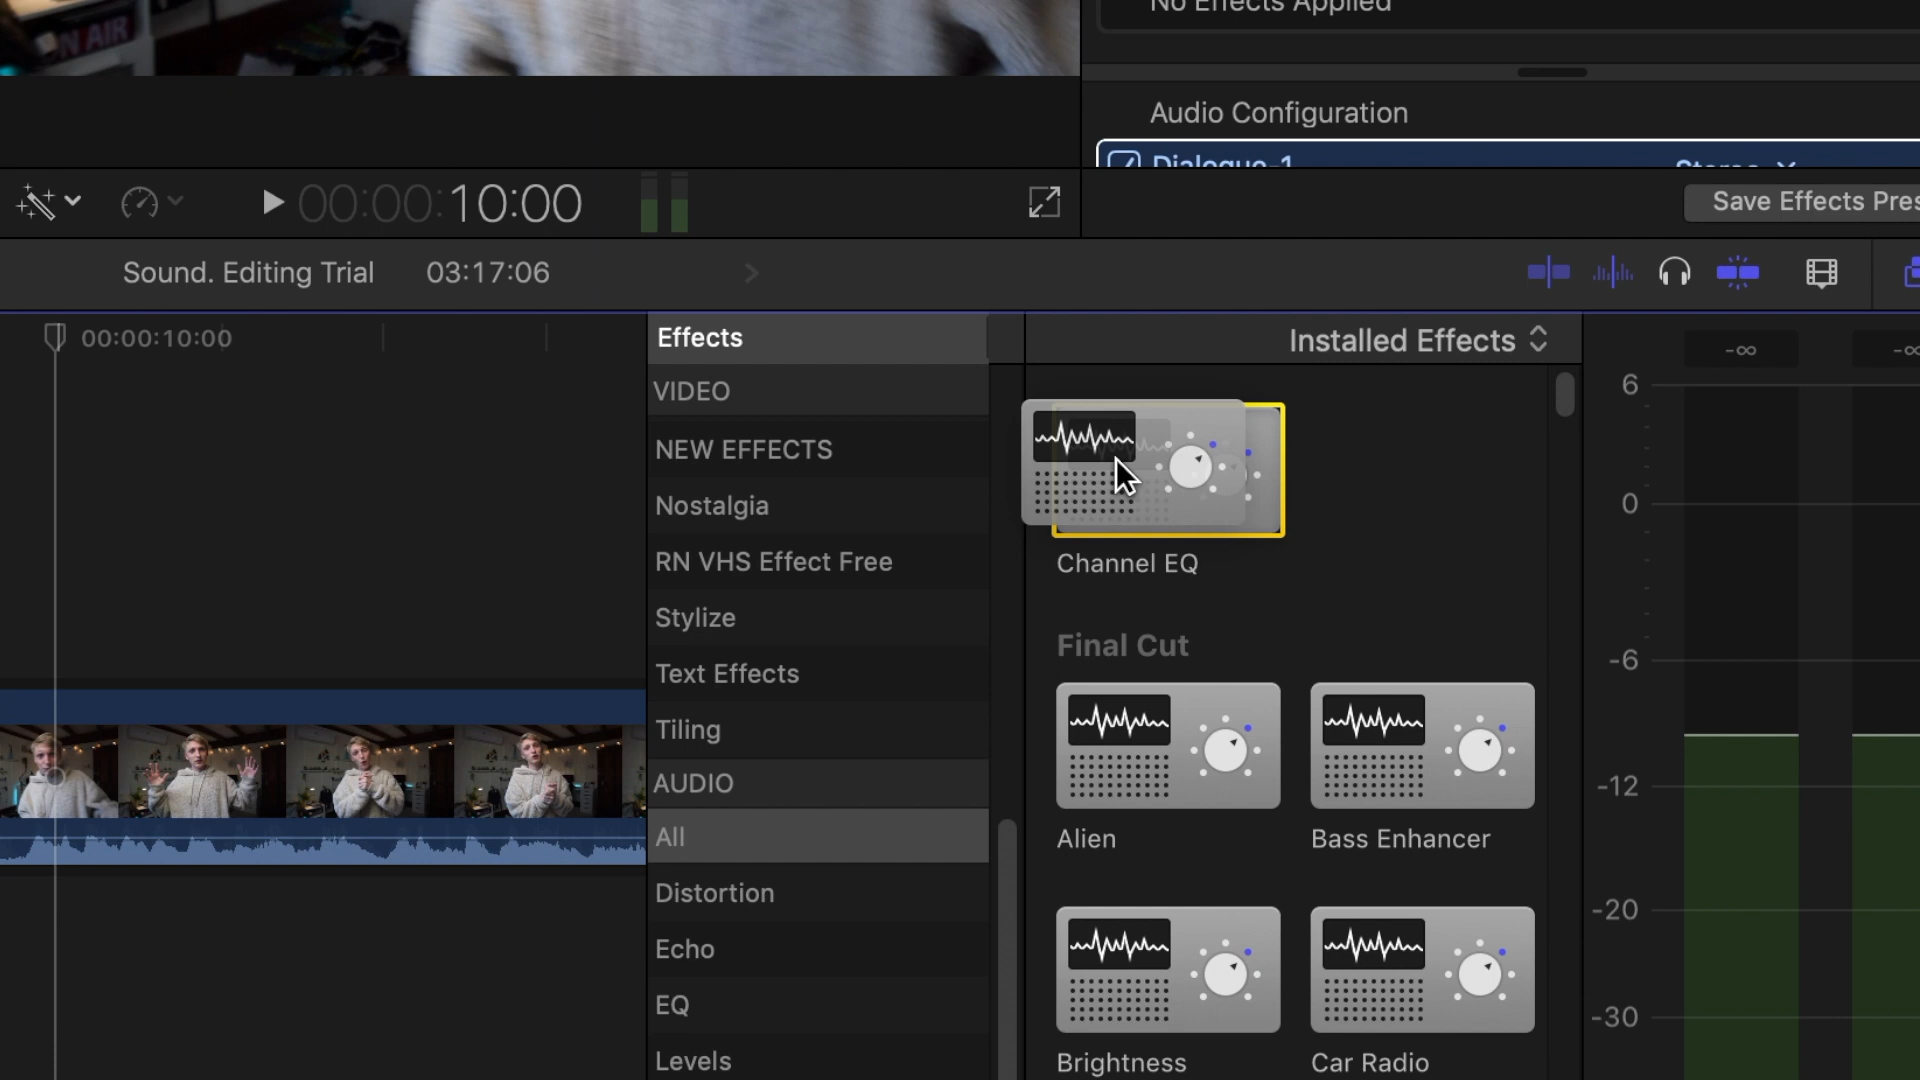 ON AIR
No Effects Applied
Audio Configuration
Dialogue-1 Stereo
00:00:10:00
Save Effects Pres
Sound. Editing Trial 03:17:06
00:00:10:00
Effects
Installed Effects
VIDEO
NEW EFFECTS
Nostalgia
RN VHS Effect Free
Stylize
Text Effects
Tiling
AUDIO
All
Distortion
Echo
EQ
Levels
Channel EQ
Final Cut
Alien
Bass Enhancer
Brightness
Car Radio
-∞ -∞
6
0
-6
-12
-20
-30